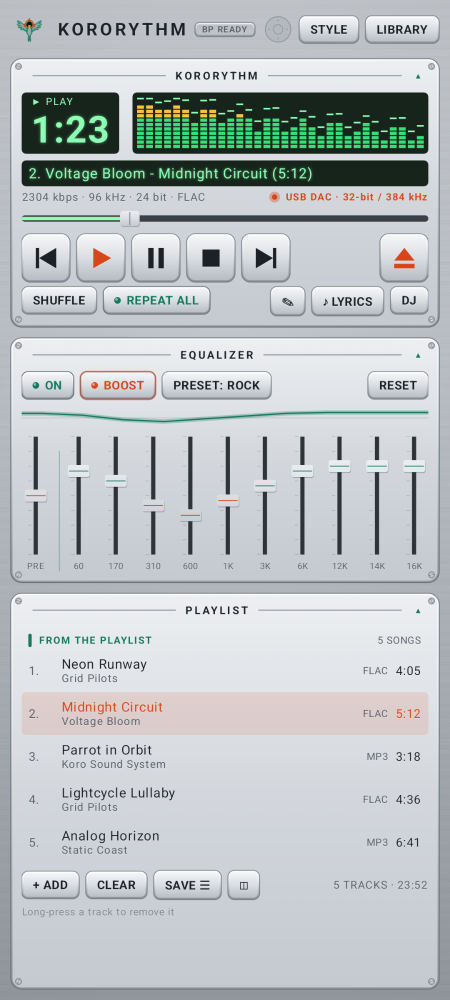 KORORYTHM BP READY STYLE LIBRARY
KORORYTHM
PLAY
1:23
2. Voltage Bloom - Midnight Circuit (5:12)
2304 kbps · 96 kHz · 24 bit · FLAC USB DAC · 32-bit / 384 kHz
SHUFFLE REPEAT ALL LYRICS DJ
EQUALIZER
ON BOOST PRESET: ROCK RESET
PRE 60 170 310 600 1K 3K 6K 12K 14K 16K
PLAYLIST
FROM THE PLAYLIST 5 SONGS
1. Neon Runway FLAC 4:05
Grid Pilots
2. Midnight Circuit FLAC 5:12
Voltage Bloom
3. Parrot in Orbit MP3 3:18
Koro Sound System
4. Lightcycle Lullaby FLAC 4:36
Grid Pilots
5. Analog Horizon MP3 6:41
Static Coast
+ ADD CLEAR SAVE 5 TRACKS · 23:52
Long-press a track to remove it